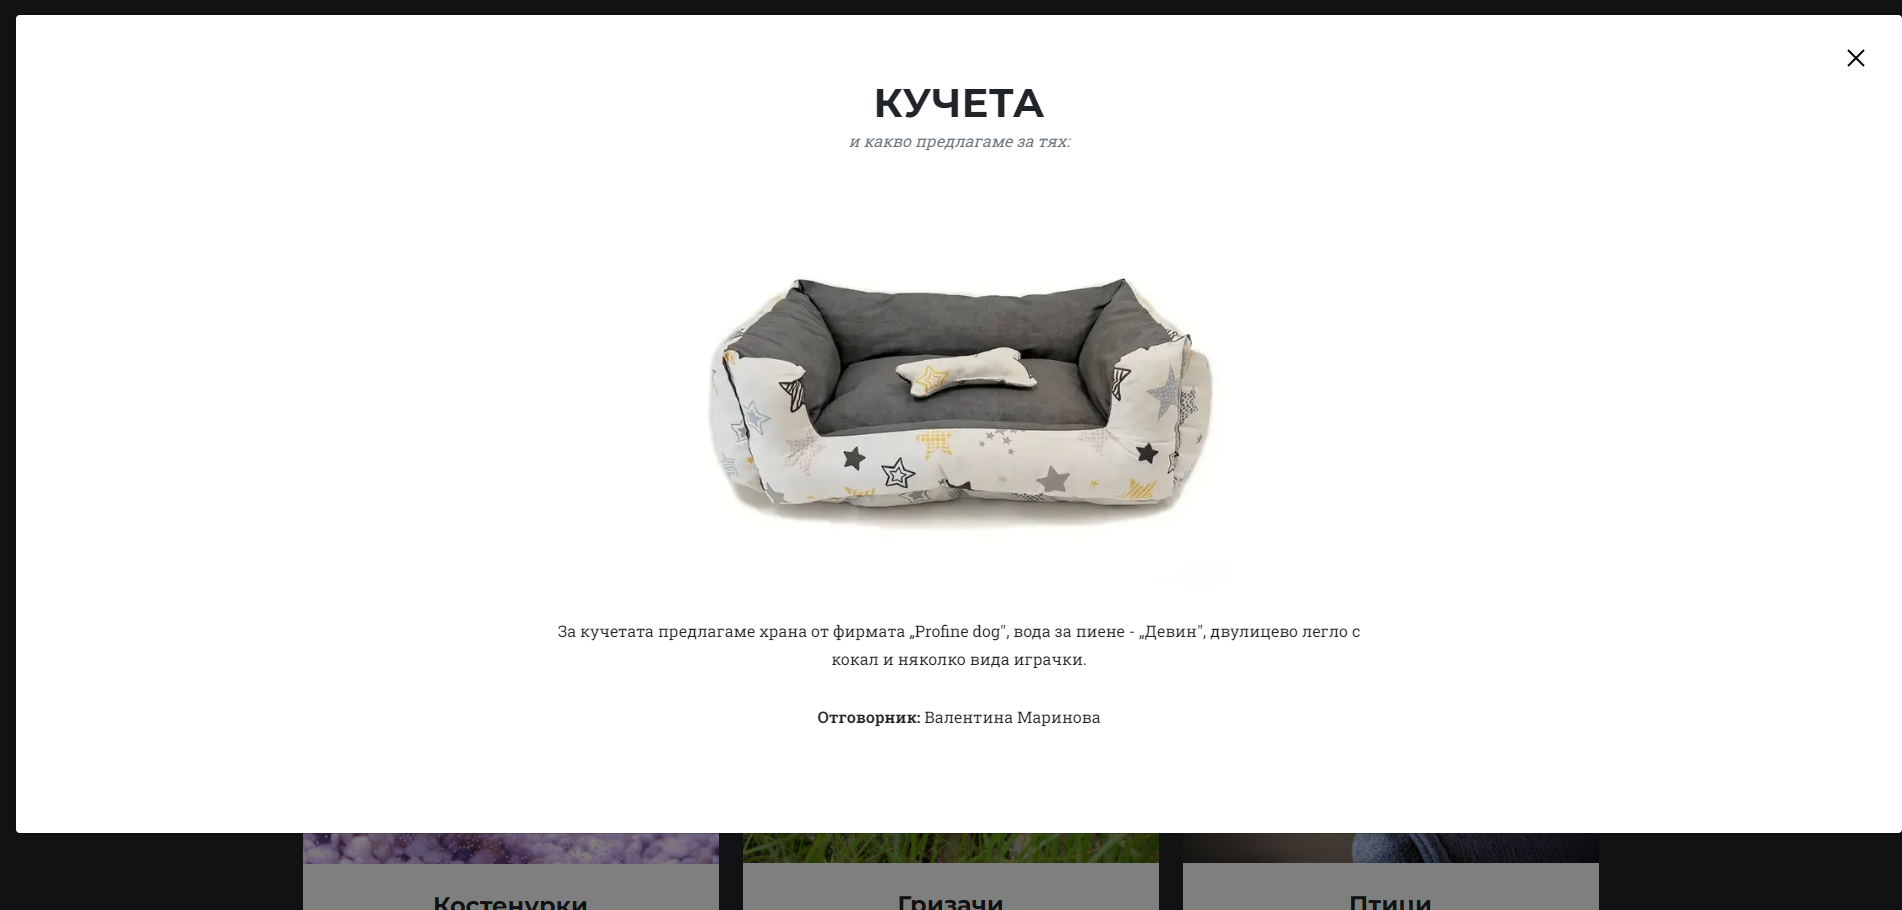 КУЧЕТА
и какво предлагаме за тях:
За кучетата предлагаме храна от фирмата „Profine dog", вода за пиене - „Девин", двулицево легло с
кокал и няколко вида играчки.
Отговорник: Валентина Маринова
Костенурки
Гризачи
Птици